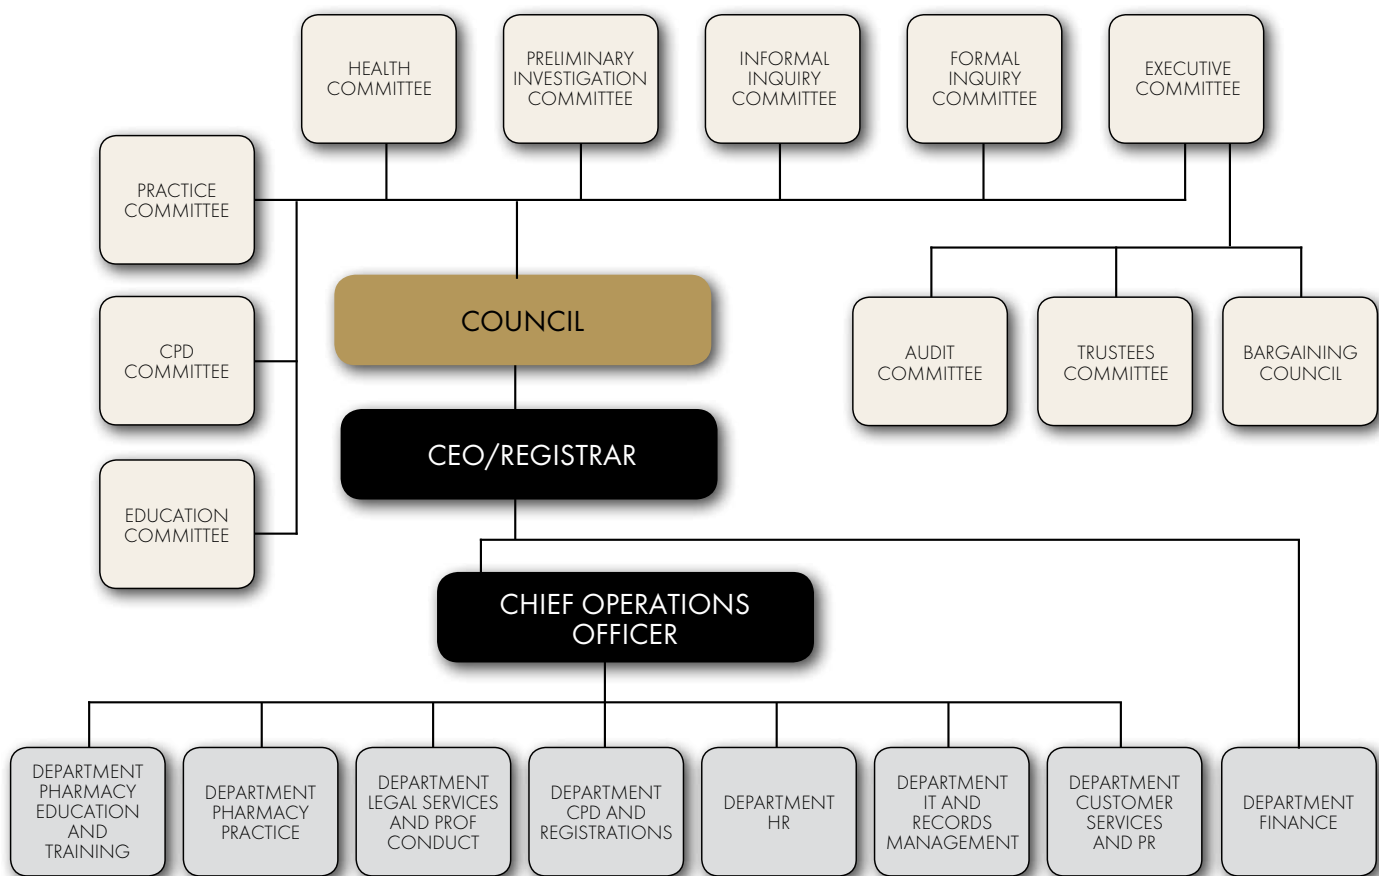 HEALTH
COMMITTEE
PRELIMINARY
INVESTIGATION
COMMITTEE
INFORMAL
INQUIRY
COMMITTEE
FORMAL
INQUIRY
COMMITTEE
EXECUTIVE
COMMITTEE
PRACTICE
COMMITTEE
COUNCIL
CPD
COMMITTEE
AUDIT
COMMITTEE
TRUSTEES
COMMITTEE
BARGAINING
COUNCIL
CEO/REGISTRAR
EDUCATION
COMMITTEE
CHIEF OPERATIONS
OFFICER
DEPARTMENT
PHARMACY
EDUCATION
AND
TRAINING
DEPARTMENT
PHARMACY
PRACTICE
DEPARTMENT
LEGAL SERVICES
AND PROF
CONDUCT
DEPARTMENT
CPD AND
REGISTRATIONS
DEPARTMENT
HR
DEPARTMENT
IT AND
RECORDS
MANAGEMENT
DEPARTMENT
CUSTOMER
SERVICES
AND PR
DEPARTMENT
FINANCE